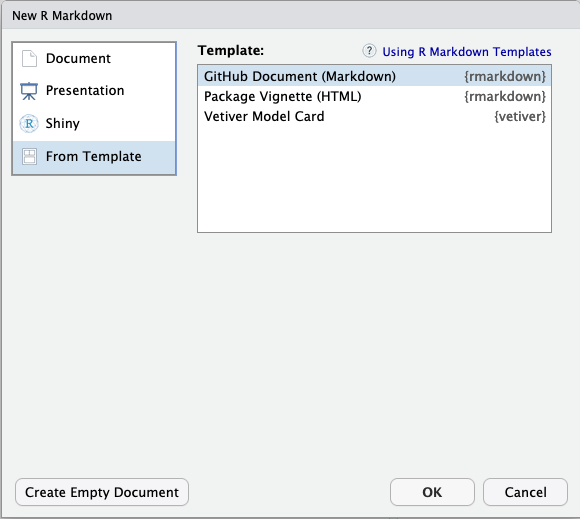 New R Markdown
Document
Presentation
R Shiny
From Template
Template: ? Using R Markdown Templates
GitHub Document (Markdown) {rmarkdown}
Package Vignette (HTML) {rmarkdown}
Vetiver Model Card {vetiver}
Create Empty Document OK Cancel